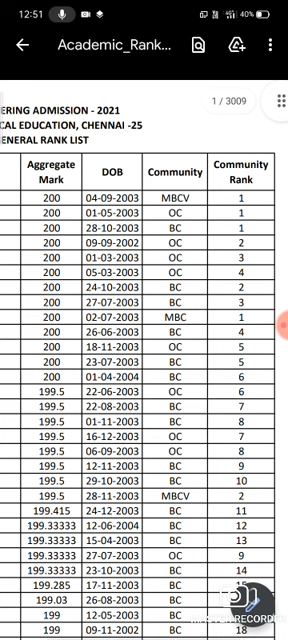 12:51 40%
Academic_Rank...
1 / 3009
ERING ADMISSION - 2021
CAL EDUCATION, CHENNAI -25
ENERAL RANK LIST
Aggregate Mark DOB Community Community Rank
200 04-09-2003 MBCV 1
200 01-05-2003 OC 1
200 28-10-2003 BC 1
200 09-09-2002 OC 2
200 01-03-2003 OC 3
200 05-03-2003 OC 4
200 24-10-2003 BC 2
200 27-07-2003 BC 3
200 02-07-2003 MBC 1
200 26-06-2003 BC 4
200 18-11-2003 OC 5
200 23-07-2003 BC 5
200 01-04-2004 BC 6
199.5 22-06-2003 OC 6
199.5 22-08-2003 BC 7
199.5 01-11-2003 BC 8
199.5 16-12-2003 OC 7
199.5 06-09-2003 OC 8
199.5 12-11-2003 BC 9
199.5 29-10-2003 BC 10
199.5 28-11-2003 MBCV 2
199.415 24-12-2003 BC 11
199.33333 12-06-2004 BC 12
199.33333 15-04-2003 BC 13
199.33333 27-07-2003 OC 9
199.33333 23-10-2003 BC 14
199.285 17-11-2003 BC
199.03 26-08-2003 BC
199 12-05-2003 BC
199 09-11-2002 BC 18